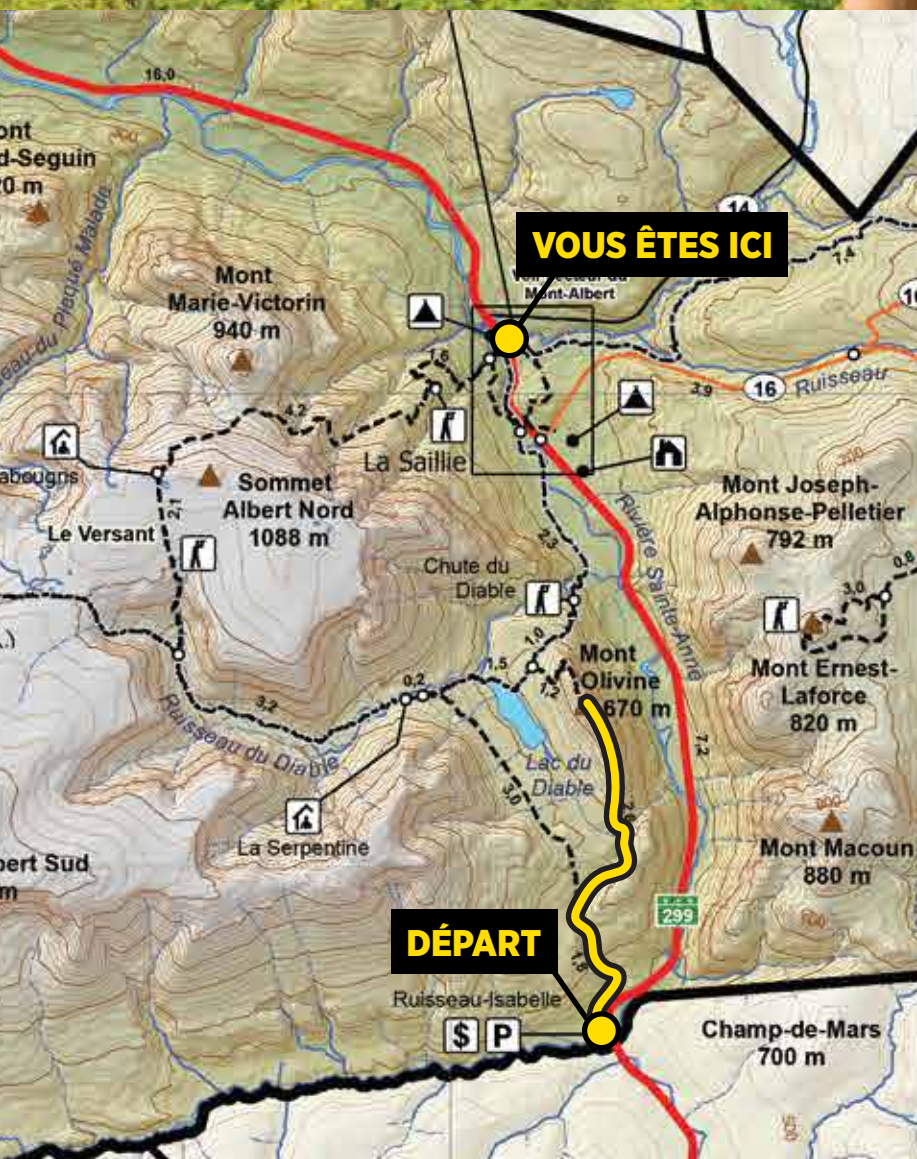 16,0
ont
d-Seguin
20 m
14
VOUS ÊTES ICI
7,4
Mont-Albert
Mont
Marie-Victorin
940 m
1,6
3,9
16
Ruisseau
4,2
La Saillie
Sommet
Albert Nord
1088 m
Mont Joseph-
Alphonse-Pelletier
792 m
700
2,1
Le Versant
2,3
Rivière Sainte-Anne
Chute du
Diable
0,8
3,0
1,0
Mont
Olivine
670 m
Mont Ernest-
Laforce
820 m
1,5
0,2
1,2
3,2
Ruisseau du Diable
7,2
Lac du
Diable
3,0
800
La Serpentine
Mont Macoun
880 m
bert Sud
m
299
DÉPART
1,8
Ruisseau-Isabelle
$ P
Champ-de-Mars
700 m